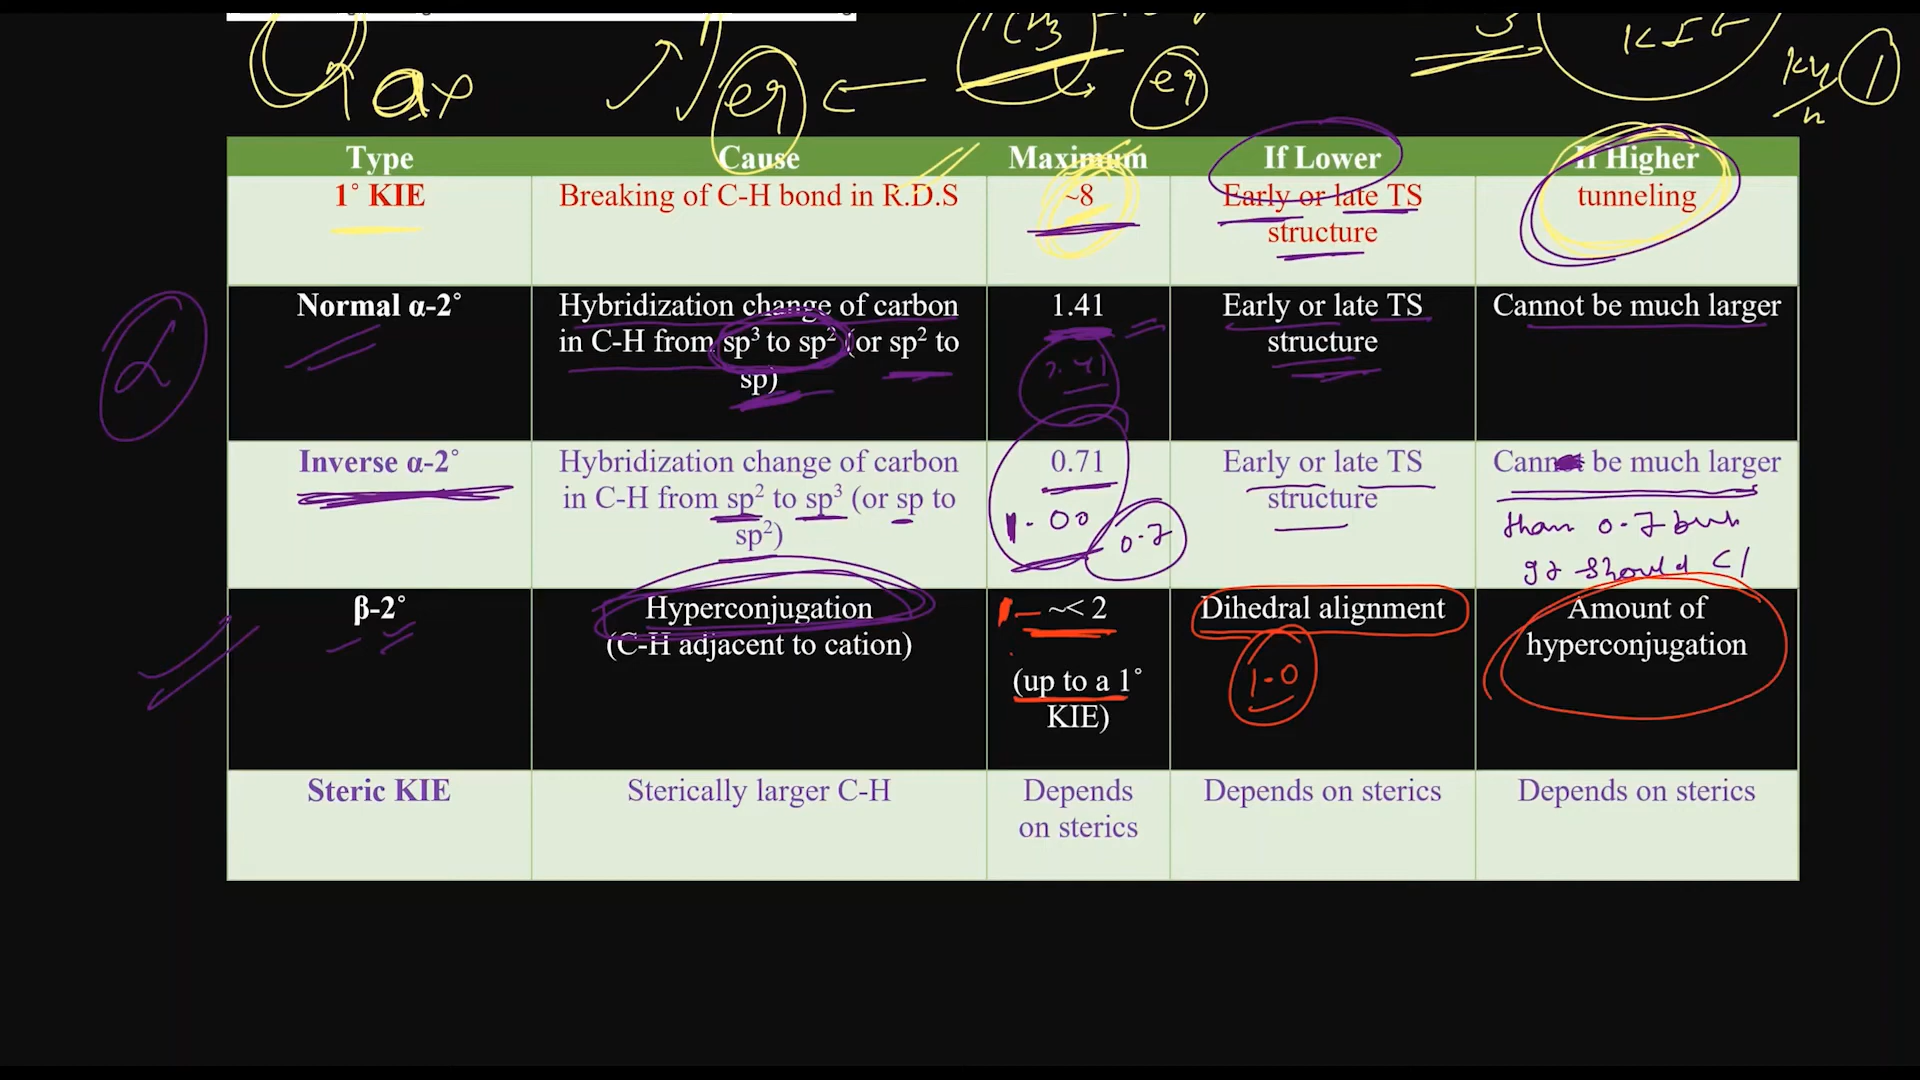 er
er
KIE
1
Type Cause Maximum If Lower If Higher
1˚ KIE Breaking of C-H bond in R.D.S ~8 Early or late TS structure tunneling
Normal α-2˚ Hybridization change of carbon in C-H from sp³ to sp² (or sp² to sp) 1.41 Early or late TS structure Cannot be much larger
Inverse α-2˚ Hybridization change of carbon in C-H from sp² to sp³ (or sp to sp²) 0.71 Early or late TS structure be much larger
1.00
0.7
than 0.7 but
should
β-2˚ Hyperconjugation (C-H adjacent to cation) ~< 2 (up to a 1˚ KIE) Dihedral alignment Amount of hyperconjugation
1.0
Steric KIE Sterically larger C-H Depends on sterics Depends on sterics Depends on sterics